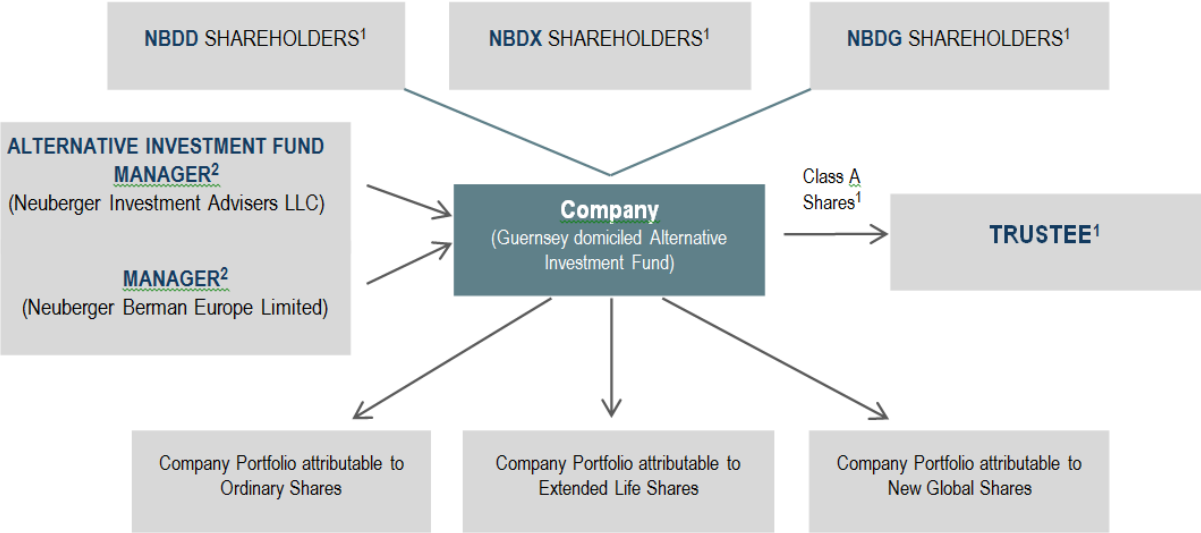 NBDD SHAREHOLDERS¹
NBDX SHAREHOLDERS¹
NBDG SHAREHOLDERS¹
ALTERNATIVE INVESTMENT FUND
MANAGER²
(Neuberger Investment Advisers LLC)
MANAGER²
(Neuberger Berman Europe Limited)
Company
(Guernsey domiciled Alternative
Investment Fund)
Class A
Shares¹
TRUSTEE¹
Company Portfolio attributable to
Ordinary Shares
Company Portfolio attributable to
Extended Life Shares
Company Portfolio attributable to
New Global Shares